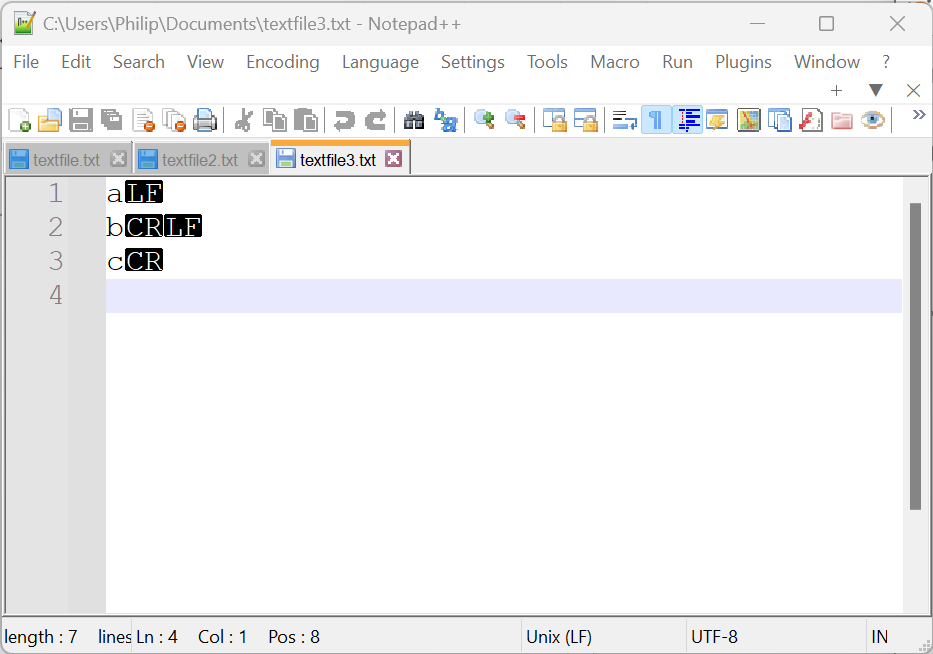 C:\Users\Philip\Documents\textfile3.txt - Notepad++
File Edit Search View Encoding Language Settings Tools Macro Run Plugins Window ?
textfile.txt textfile2.txt textfile3.txt
1 aLF
2 bCRLF
3 cCR
4
length : 7 lines Ln : 4 Col : 1 Pos : 8 Unix (LF) UTF-8 IN